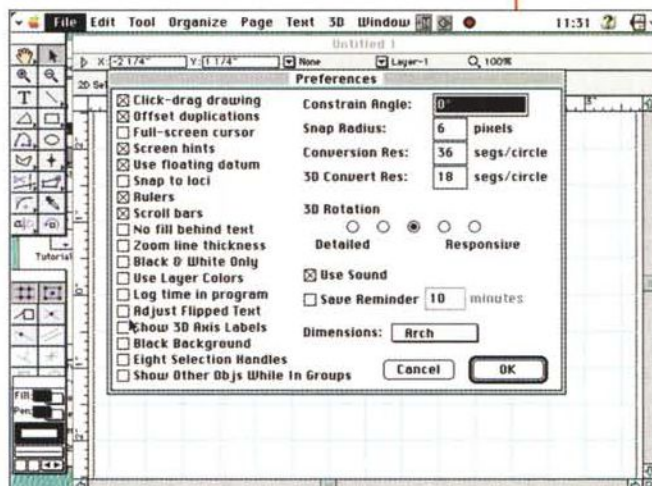 File Edit Tool Organize Page Text 3D Window 11:31
Untitled 1
X: -2 1/4" Y: 1 1/4" None Layer-1 100%
2D Sel
Preferences
Click-drag drawing
Offset duplications
Full-screen cursor
Screen hints
Use floating datum
Snap to loci
Rulers
Scroll bars
No fill behind text
Zoom line thickness
Black & White Only
Use Layer Colors
Log time in program
Adjust Flipped Text
Show 3D Axis Labels
Black Background
Eight Selection Handles
Show Other Objs While In Groups
Constrain Angle: 0°
Snap Radius: 6 pixels
Conversion Res: 36 segs/circle
3D Convert Res: 18 segs/circle
3D Rotation
Detailed Responsive
Use Sound
Save Reminder 10 minutes
Dimensions: Arch
Cancel OK
T
Tutorial
Fill:
Pen: